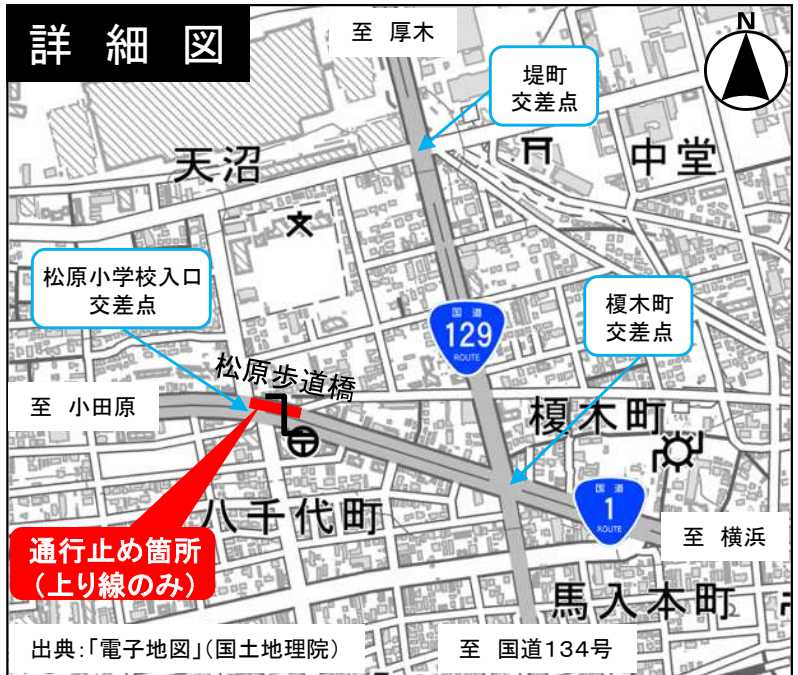 詳細図
至 厚木
N
堤町
交差点
天沼
中堂
松原小学校入口
交差点
国道
129
ROUTE
榎木町
交差点
松原歩道橋
至 小田原
榎木町
国道
1
ROUTE
八千代町
通行止め箇所
(上り線のみ)
至 横浜
馬入本町
出典:「電子地図」(国土地理院)
至 国道134号